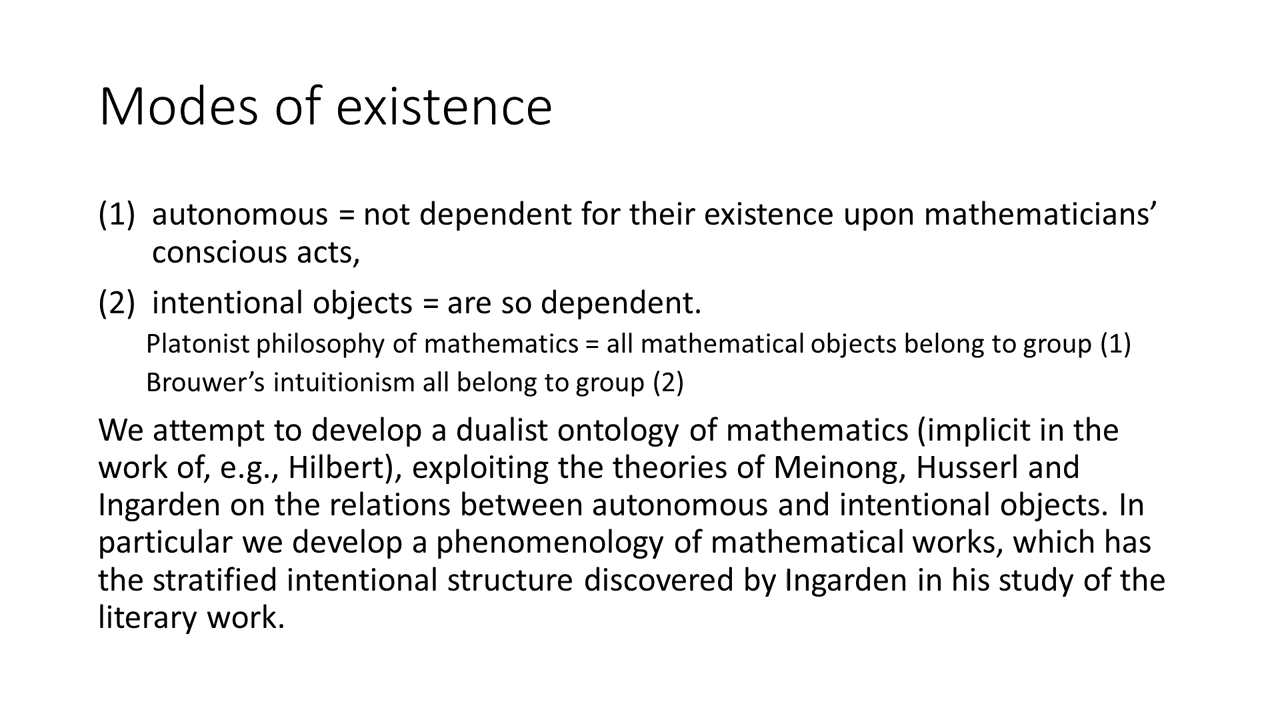 Modes of existence
(1) autonomous = not dependent for their existence upon mathematicians’
conscious acts,
(2) intentional objects = are so dependent.
Platonist philosophy of mathematics = all mathematical objects belong to group (1)
Brouwer’s intuitionism all belong to group (2)
We attempt to develop a dualist ontology of mathematics (implicit in the
work of, e.g., Hilbert), exploiting the theories of Meinong, Husserl and
Ingarden on the relations between autonomous and intentional objects. In
particular we develop a phenomenology of mathematical works, which has
the stratified intentional structure discovered by Ingarden in his study of the
literary work.